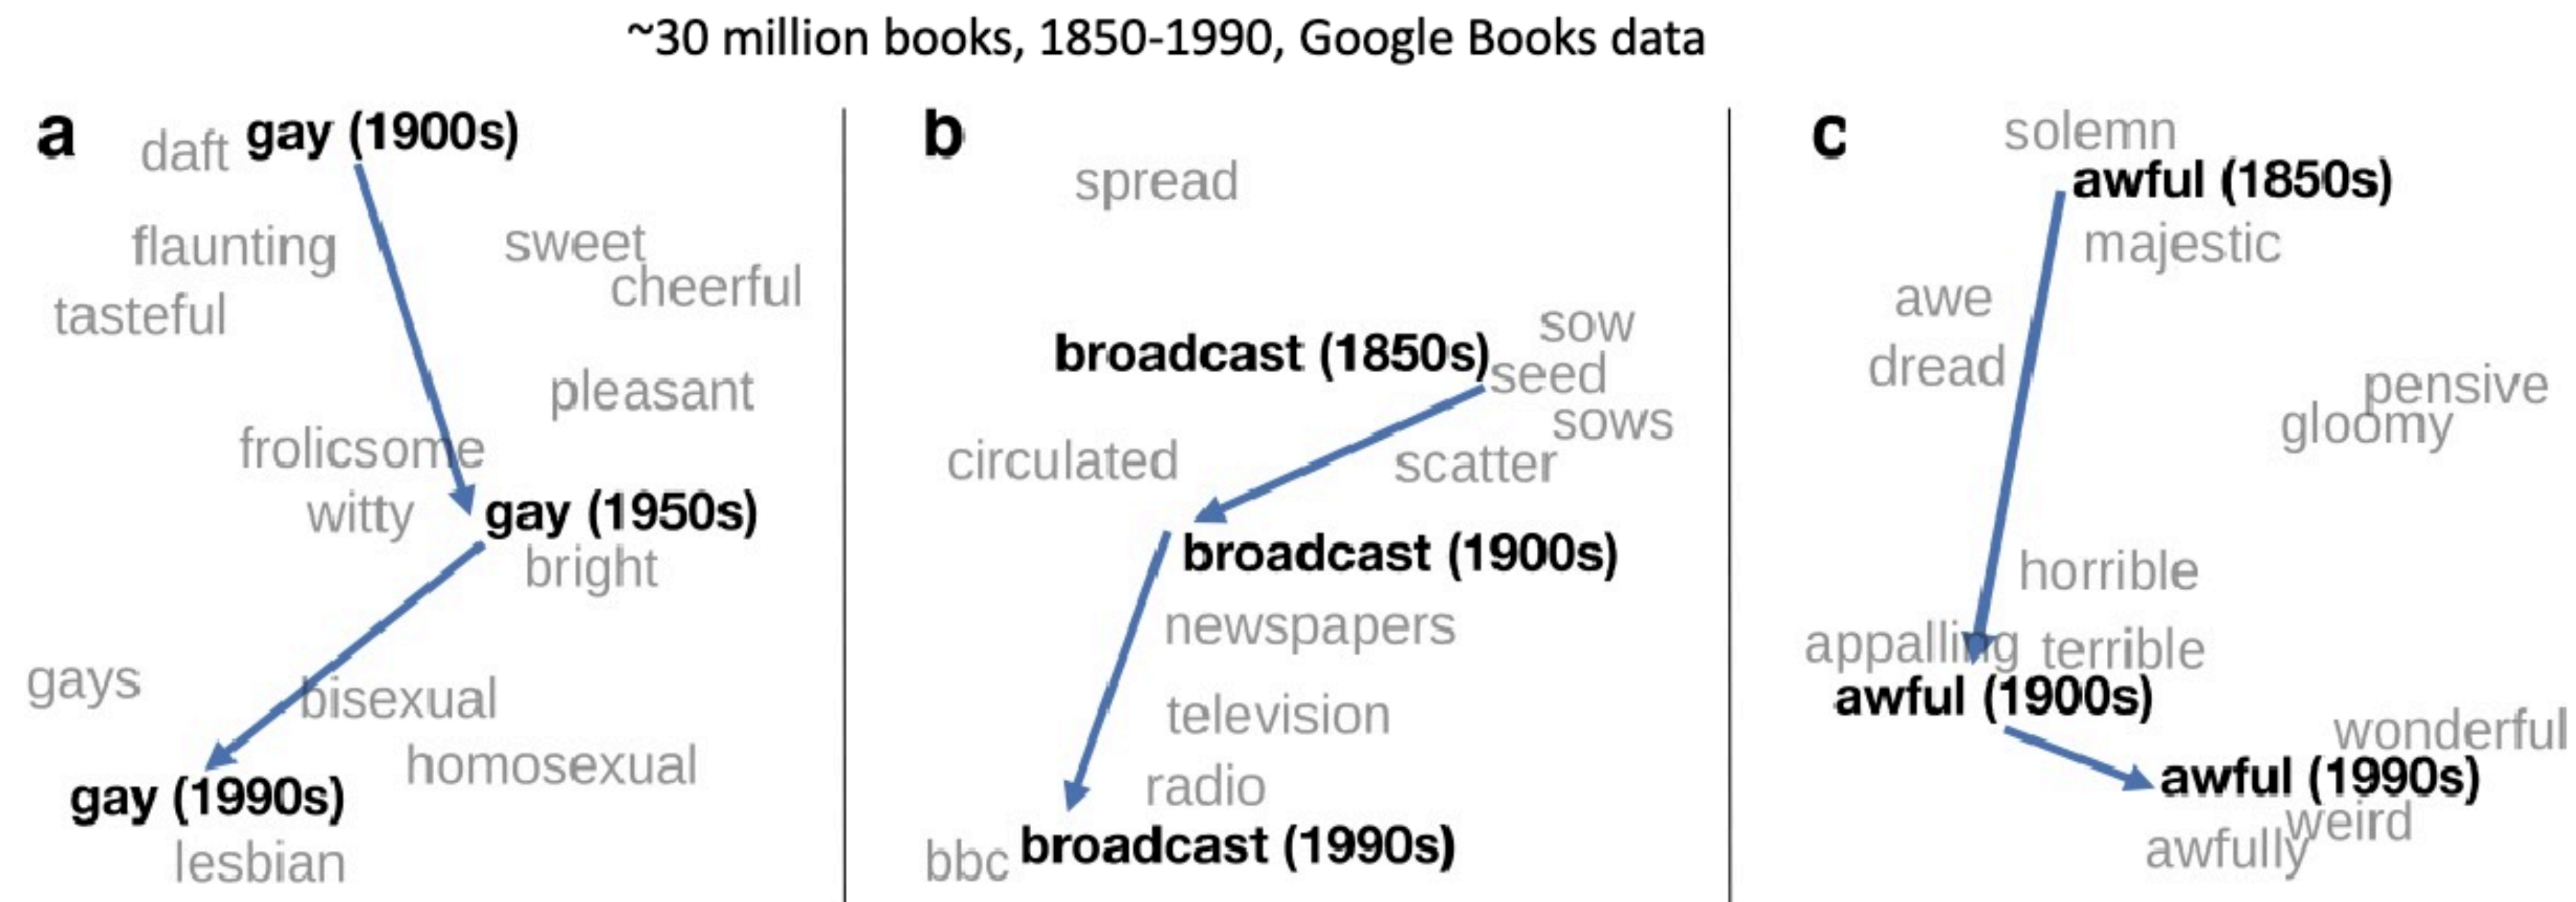 ~30 million books, 1850-1990, Google Books data
a
daft gay (1900s)
flaunting
sweet
cheerful
tasteful
pleasant
frolicsome
witty
gay (1950s)
bright
gays
bisexual
homosexual
gay (1990s)
lesbian
b
spread
sow
broadcast (1850s)
seed
sows
circulated
scatter
broadcast (1900s)
newspapers
television
radio
bbc broadcast (1990s)
c
solemn
awful (1850s)
majestic
awe
dread
pensive
gloomy
horrible
appalling terrible
awful (1900s)
wonderful
awful (1990s)
weird
awfully